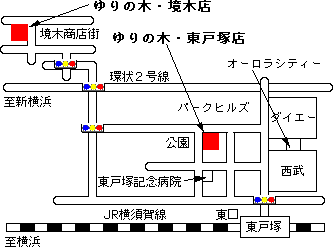 ゆりの木・境木店
境木商店街
ゆりの木・東戸塚店
オーロラシティー
環状２号線
至新横浜
パークヒルズ
ダイエー
公園
西武
東戸塚記念病院
JR横須賀線
東口
東戸塚
至横浜